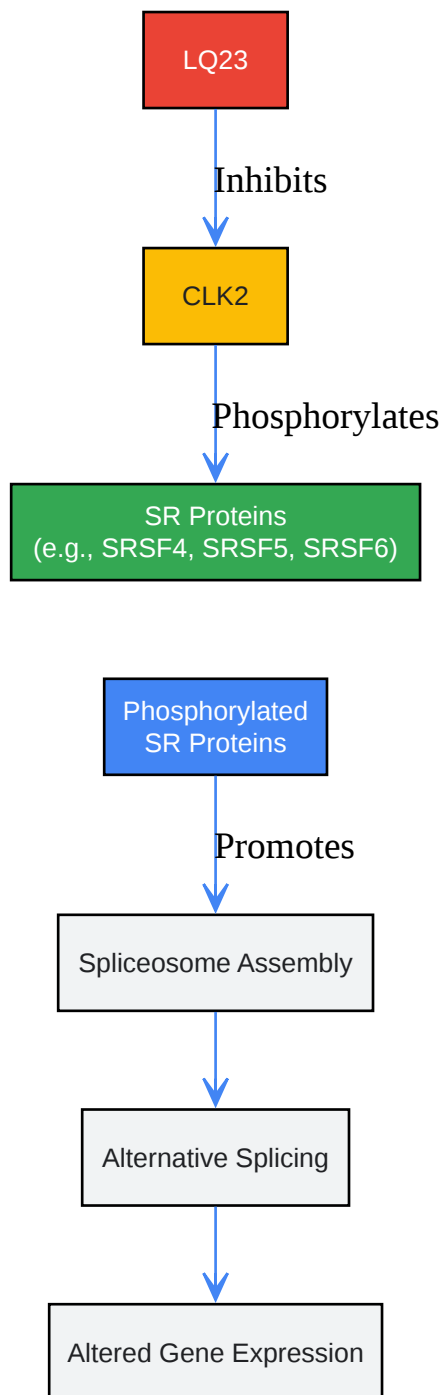 LQ23
Inhibits
CLK2
Phosphorylates
SR Proteins
(e.g., SRSF4, SRSF5, SRSF6)
Phosphorylated
SR Proteins
Promotes
Spliceosome Assembly
Alternative Splicing
Altered Gene Expression